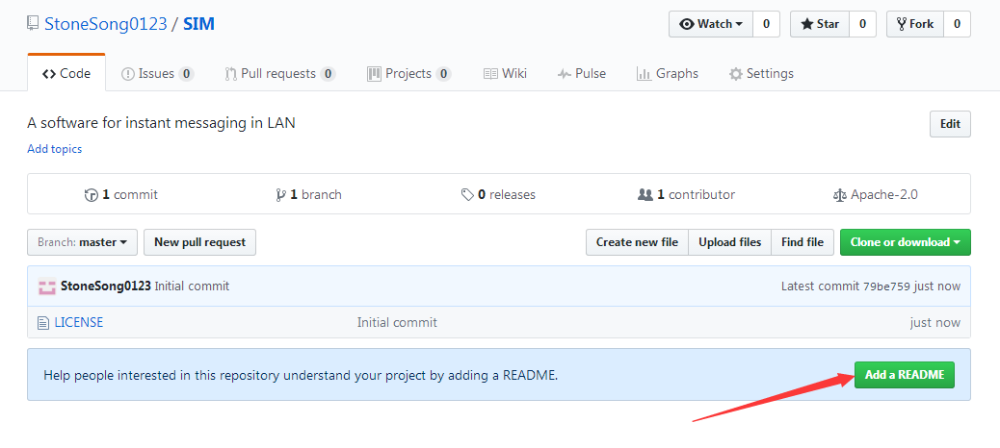 StoneSong0123 / SIM Watch 0 Star 0 Fork 0
Code Issues 0 Pull requests 0 Projects 0 Wiki Pulse Graphs Settings
A software for instant messaging in LAN Edit
Add topics
1 commit 1 branch 0 releases 1 contributor Apache-2.0
Branch: master New pull request Create new file Upload files Find file Clone or download
StoneSong0123 Initial commit Latest commit 79be759 just now
LICENSE Initial commit just now
Help people interested in this repository understand your project by adding a README. Add a README